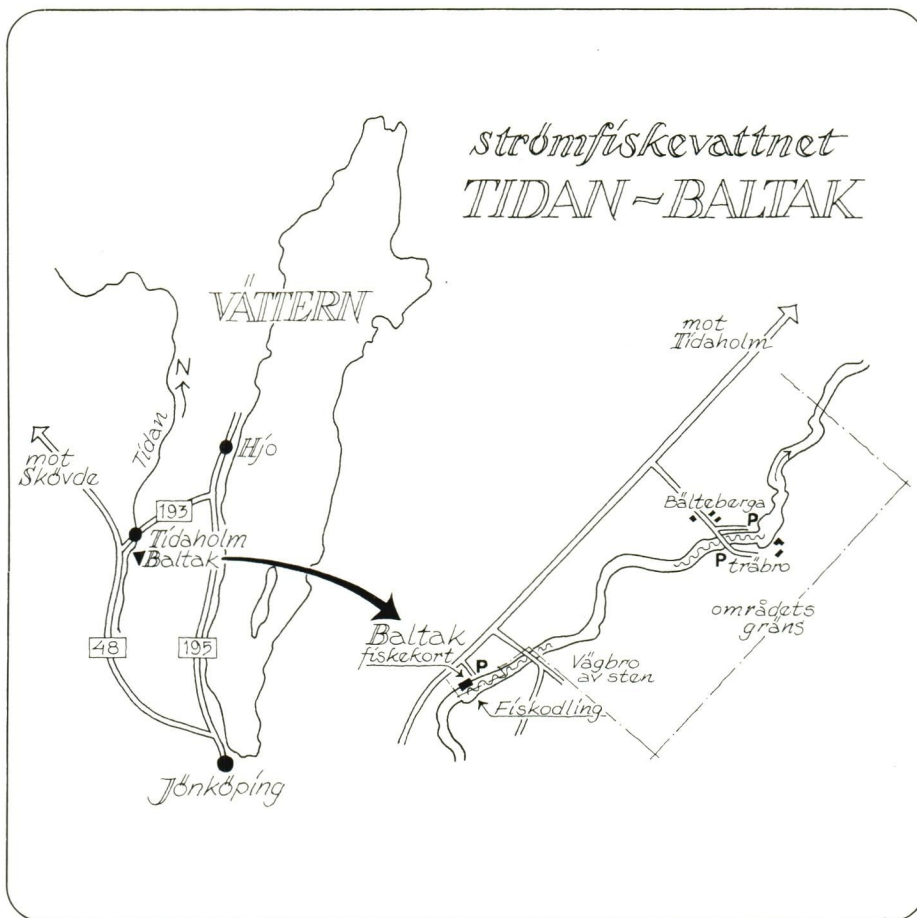 strömfiskevattnet
TIDAN ~ BALTAK
VÄTTERN
N
Tidan
mot
Skövde
Hjo
193
Tidaholm
Baltak
48
195
Jönköping
mot
Tidaholm
Bälteberga
P
P träbro
områdets
gräns
Baltak
fiskekort
P
Vägbro
av sten
Fiskodling